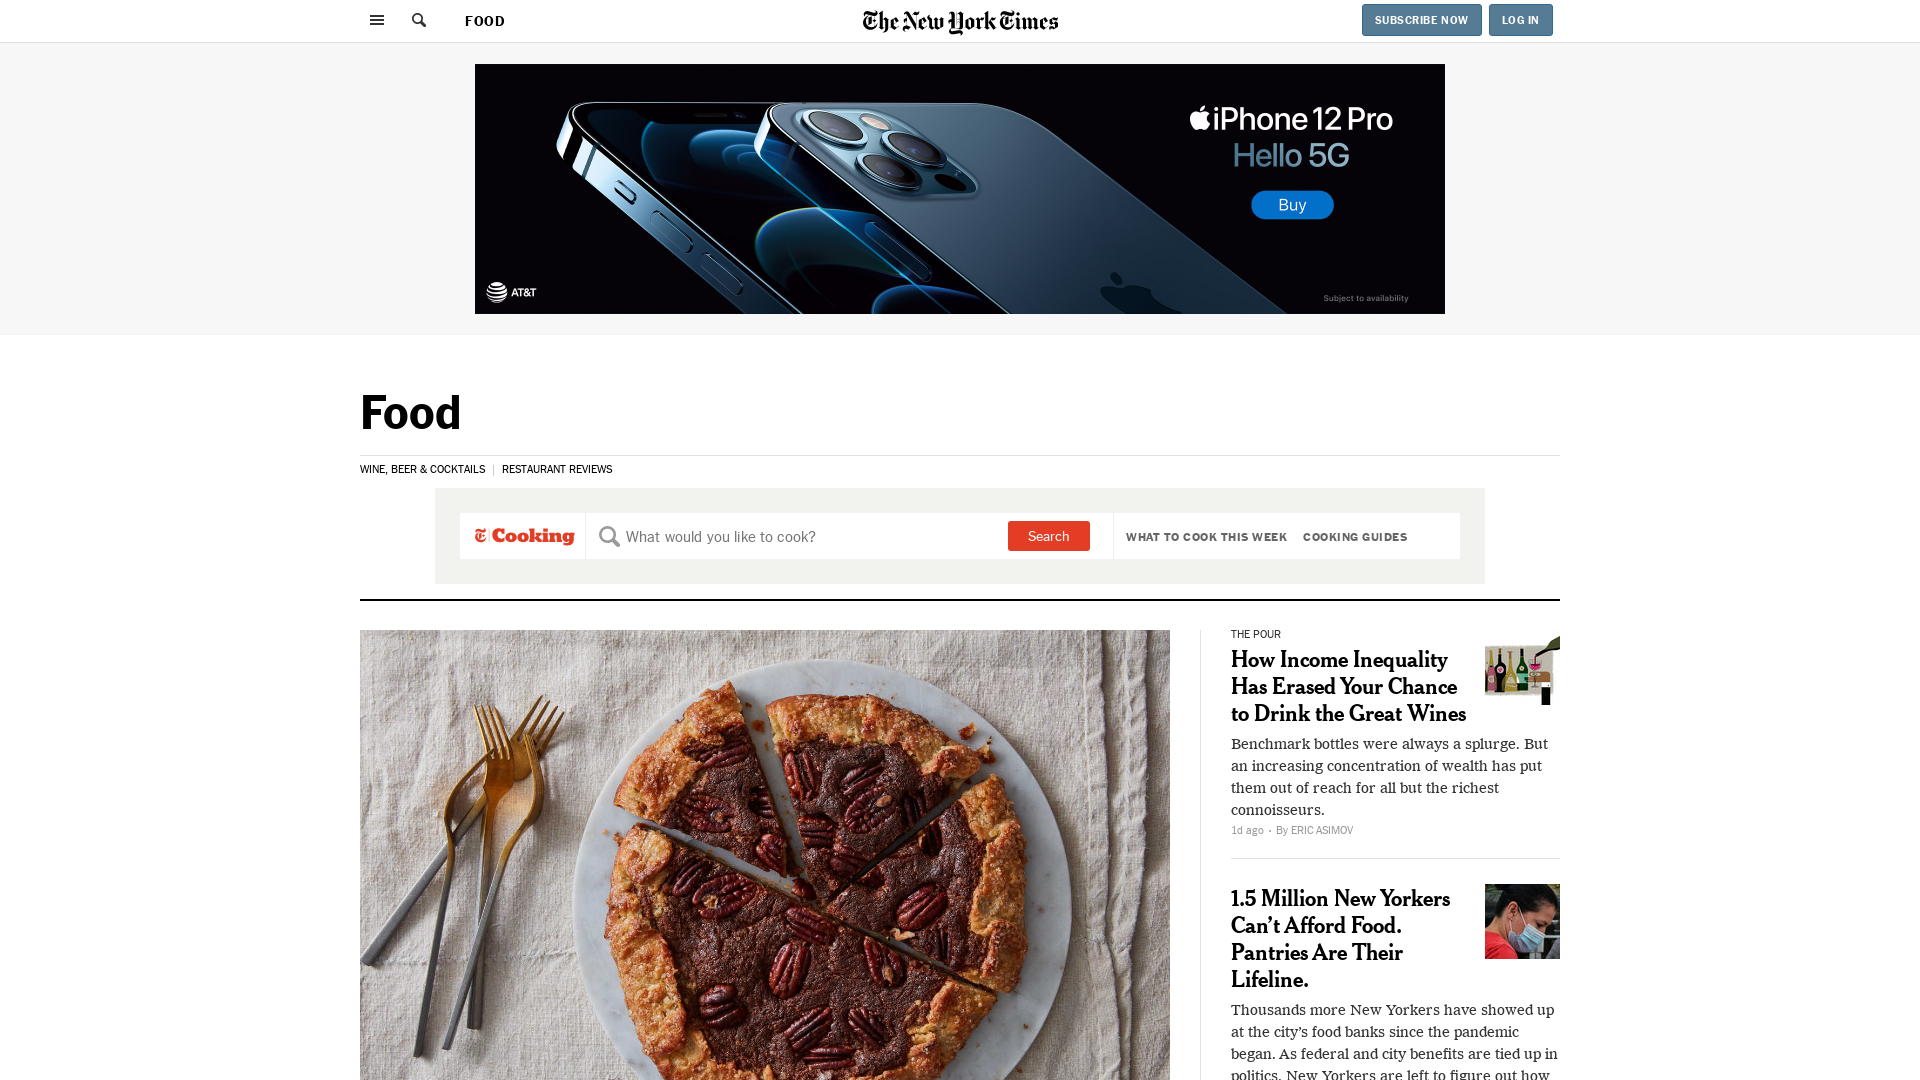 FOOD
The New York Times
SUBSCRIBE NOW
LOG IN
iPhone 12 Pro
Hello 5G
Buy
AT&T
Subject to availability
Food
WINE, BEER & COCKTAILS
RESTAURANT REVIEWS
Cooking
What would you like to cook?
Search
WHAT TO COOK THIS WEEK
COOKING GUIDES
THE POUR
How Income Inequality
Has Erased Your Chance
to Drink the Great Wines
Benchmark bottles were always a splurge. But
an increasing concentration of wealth has put
them out of reach for all but the richest
connoisseurs.
1d ago • By ERIC ASIMOV
1.5 Million New Yorkers
Can’t Afford Food.
Pantries Are Their
Lifeline.
Thousands more New Yorkers have showed up
at the city’s food banks since the pandemic
began. As federal and city benefits are tied up in
politics, New Yorkers are left to figure out how